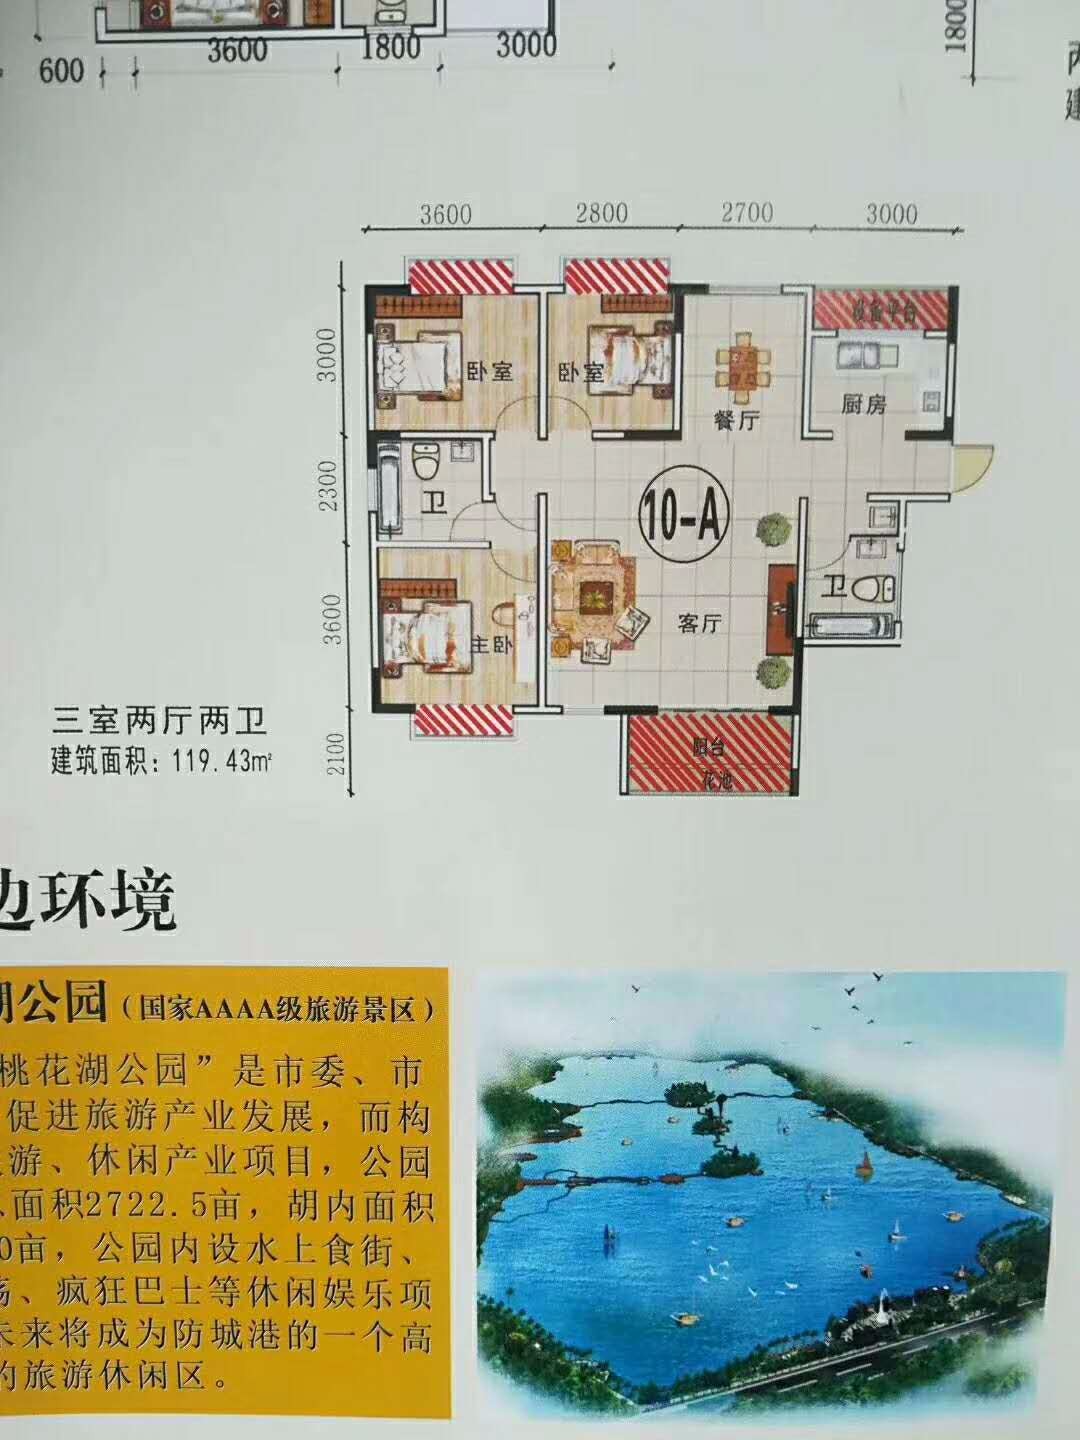 600
3600
1800
3000
1800
3600
2800
2700
3000
3000
2300
3600
2100
设备平台
卧室
卧室
餐厅
厨房
卫
10-A
卫
客厅
主卧
阳台
花池
三室两厅两卫
建筑面积：119.43㎡
边环境
湖公园（国家AAAA级旅游景区）
桃花湖公园”是市委、市
促进旅游产业发展，而构
游、休闲产业项目，公园
面积2722.5亩，胡内面积
0亩，公园内设水上食街、
荡、疯狂巴士等休闲娱乐项
未来将成为防城港的一个高
的旅游休闲区。